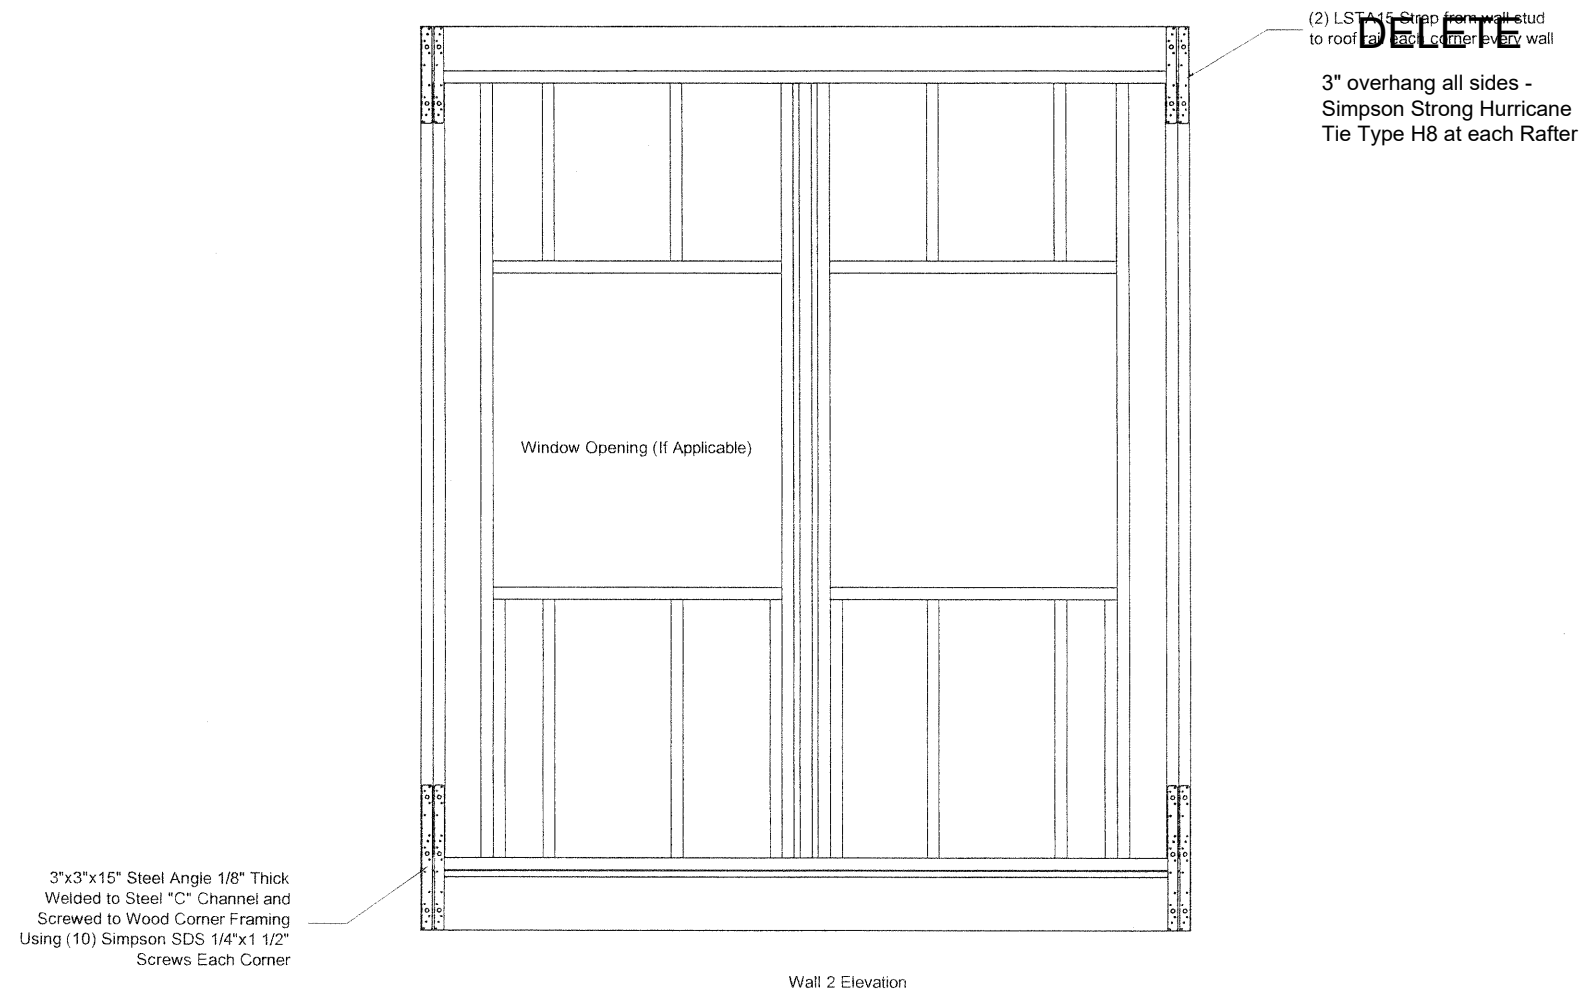 (2) LSTA15 Strap from wall stud
to roof rail each corner every wall
DELETE
3" overhang all sides -
Simpson Strong Hurricane
Tie Type H8 at each Rafter
Window Opening (If Applicable)
3"x3"x15" Steel Angle 1/8" Thick
Welded to Steel "C" Channel and
Screwed to Wood Corner Framing
Using (10) Simpson SDS 1/4"x1 1/2"
Screws Each Corner
Wall 2 Elevation